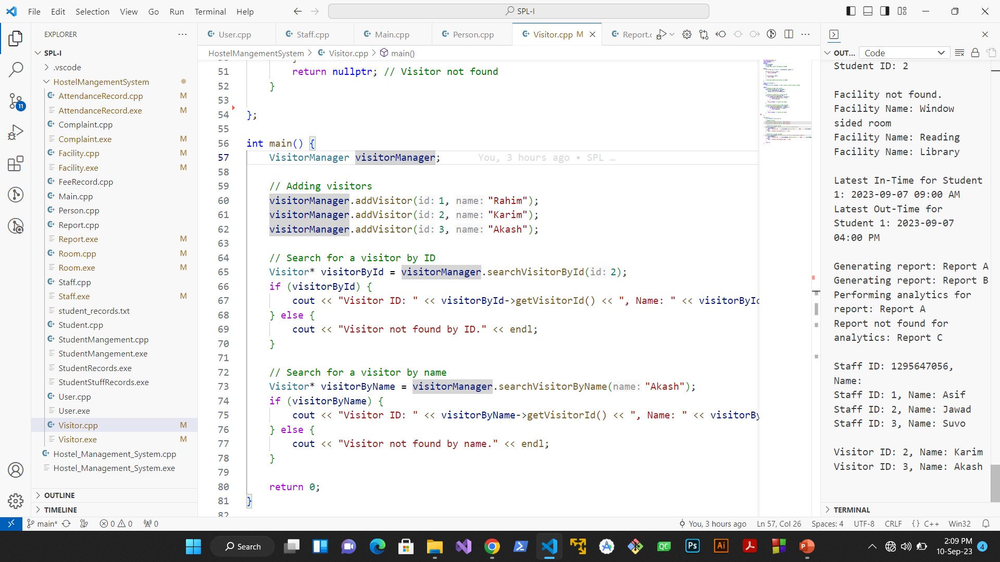 File Edit Selection View Go Run Terminal Help
SPL-I
EXPLORER
SPL-I
.vscode
HostelMangementSystem
AttendanceRecord.cpp M
AttendanceRecord.exe M
Complaint.cpp
Complaint.exe M
Facility.cpp M
Facility.exe M
FeeRecord.cpp
Main.cpp
Person.cpp
Report.cpp
Report.exe M
Room.cpp M
Room.exe M
Staff.cpp
Staff.exe M
student_records.txt
Student.cpp
StudentMangement.cpp
StudentMangement.exe
StudentRecords.exe
StudentStuffRecords.exe
User.cpp
User.exe
Visitor.cpp M
Visitor.exe M
Hostel_Management_System.cpp
Hostel_Management_System.exe
OUTLINE
TIMELINE
11
User.cpp Staff.cpp Main.cpp Person.cpp Visitor.cpp M Report.c
HostelMangementSystem > Visitor.cpp > main()
51 return nullptr; // Visitor not found
52 }
53
54 };
55
56 int main() {
57 VisitorManager visitorManager; You, 3 hours ago • SPL …
58
59 // Adding visitors
60 visitorManager.addVisitor(id: 1, name: "Rahim");
61 visitorManager.addVisitor(id: 2, name: "Karim");
62 visitorManager.addVisitor(id: 3, name: "Akash");
63
64 // Search for a visitor by ID
65 Visitor* visitorById = visitorManager.searchVisitorById(id: 2);
66 if (visitorById) {
67 cout << "Visitor ID: " << visitorById->getVisitorId() << ", Name: " << visitorById
68 } else {
69 cout << "Visitor not found by ID." << endl;
70 }
71
72 // Search for a visitor by name
73 Visitor* visitorByName = visitorManager.searchVisitorByName(name: "Akash");
74 if (visitorByName) {
75 cout << "Visitor ID: " << visitorByName->getVisitorId() << ", Name: " << visitorBy
76 } else {
77 cout << "Visitor not found by name." << endl;
78 }
79
80 return 0;
81 }
82
OUT... Code
Student ID: 2
Facility not found.
Facility Name: Window
sided room
Facility Name: Reading
Facility Name: Library
Latest In-Time for Student
1: 2023-09-07 09:00 AM
Latest Out-Time for
Student 1: 2023-09-07
04:00 PM
Generating report: Report A
Generating report: Report B
Performing analytics for
report: Report A
Report not found for
analytics: Report C
Staff ID: 1295647056,
Name:
Staff ID: 1, Name: Asif
Staff ID: 2, Name: Jawad
Staff ID: 3, Name: Suvo
Visitor ID: 2, Name: Karim
Visitor ID: 3, Name: Akash
TERMINAL
main* 0 0 0 You, 3 hours ago Ln 57, Col 26 Spaces: 4 UTF-8 CRLF {} C++ Win32
Search QC Ps Ai P 2:09 PM
10-Sep-23 4